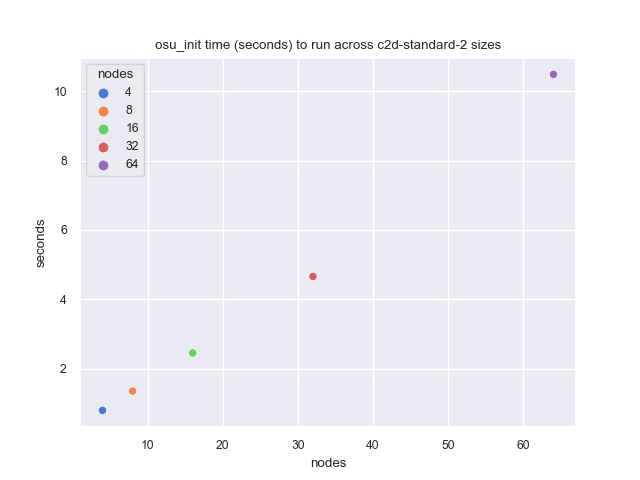 osu_init time (seconds) to run across c2d-standard-2 sizes
nodes
4
8
16
32
64
10
8
6
4
2
seconds
10 20 30 40 50 60
nodes